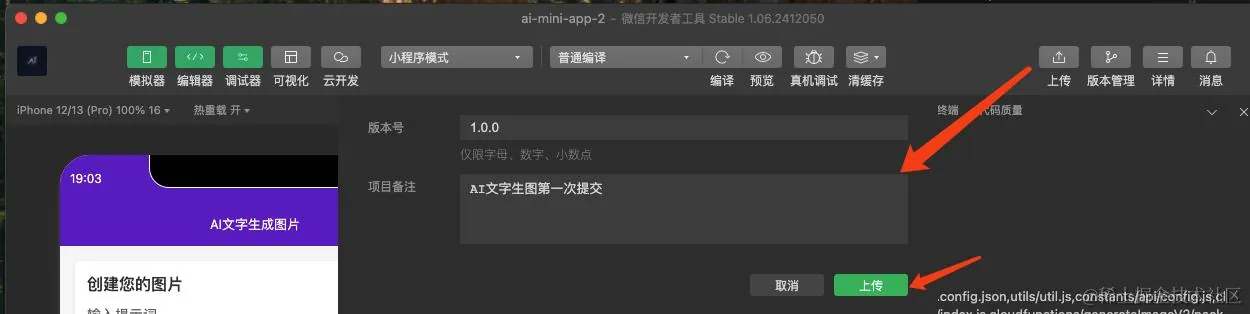 ai-mini-app-2 - 微信开发者工具 Stable 1.06.2412050
AI
小程序模式
普通编译
模拟器 编辑器 调试器 可视化 云开发
编译 预览 真机调试 清缓存
上传 版本管理 详情 消息
iPhone 12/13 (Pro) 100% 16
热重载 开
终端
代码质量
版本号
1.0.0
仅限字母、数字、小数点
项目备注
AI文字生图第一次提交
19:03
AI文字生成图片
创建您的图片
输入提示词
取消
上传
.config.json,utils/util.js,constants/api/config.js,cl
@稀土掘金技术社区
/index.js,cloudfunctions/generateImageV2/pack